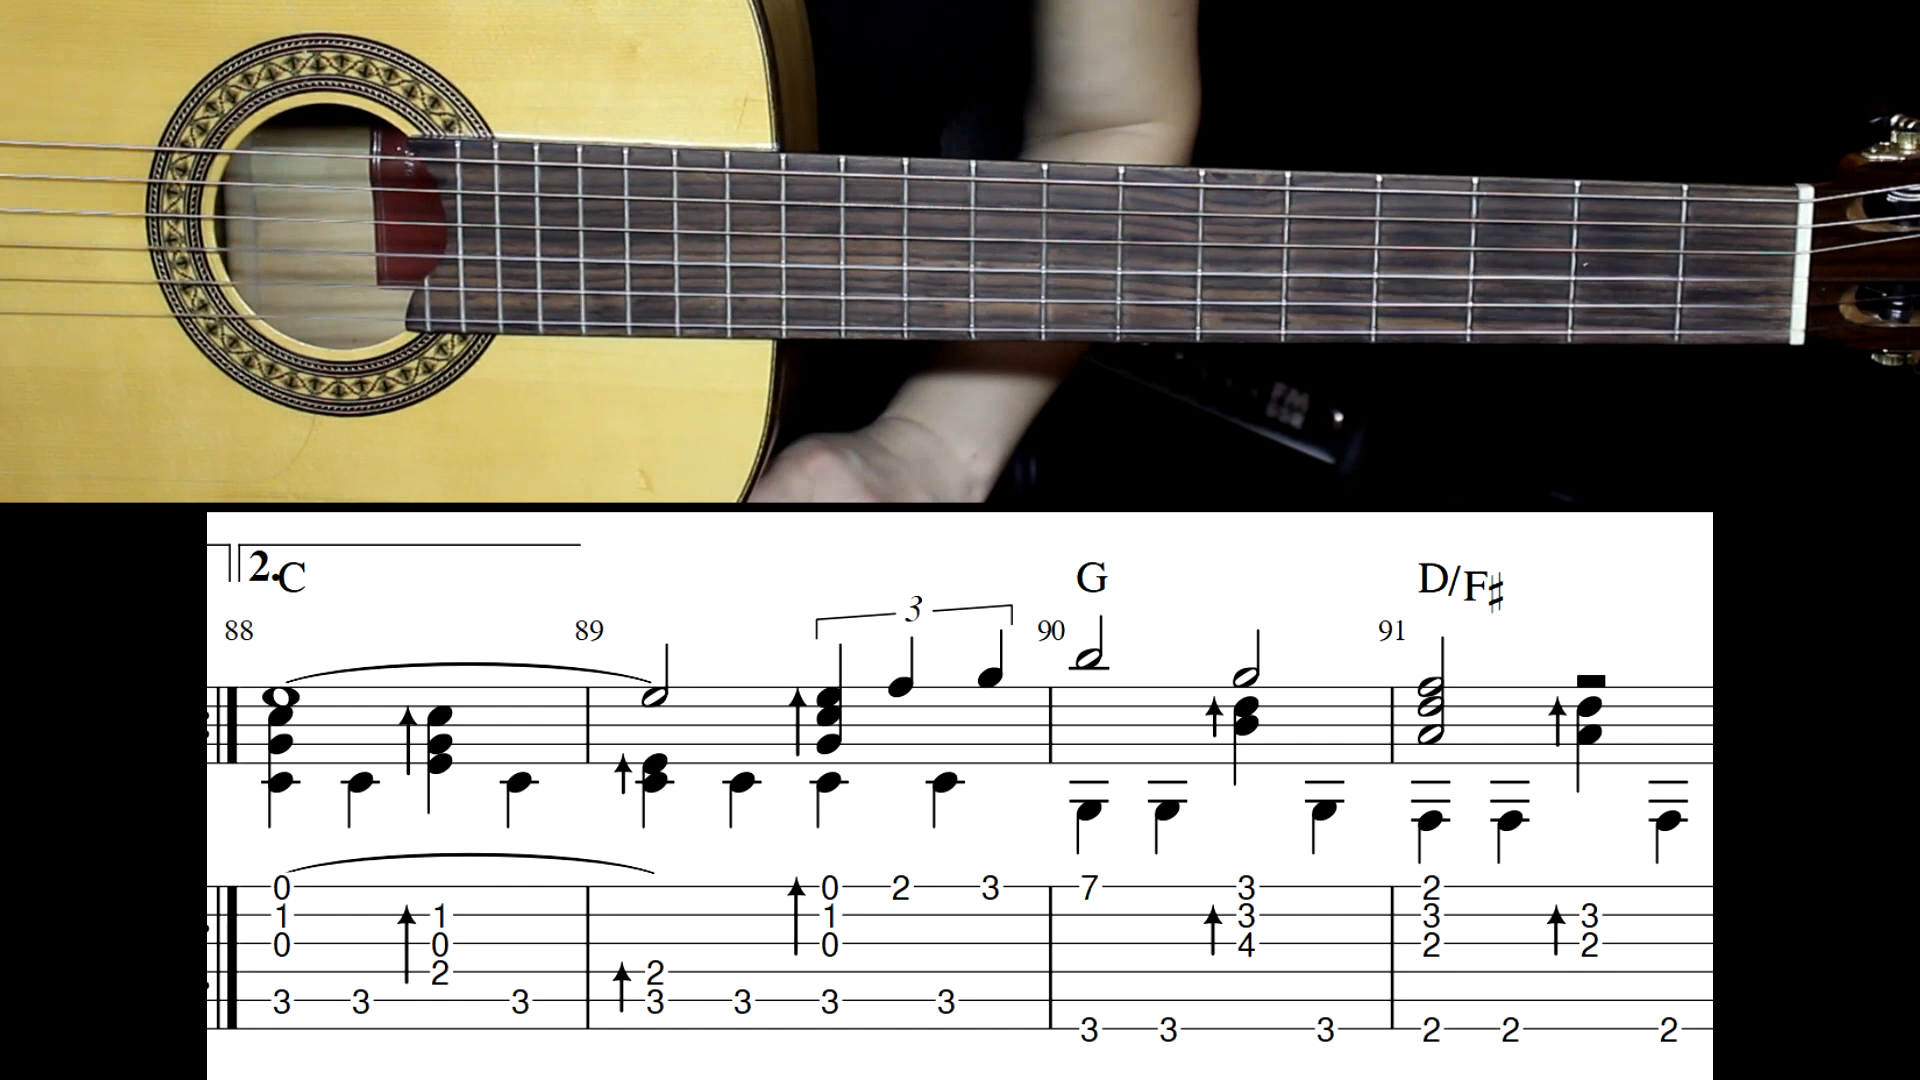 2. C G D/F♯
3
88 89 90 91
0 0 2 3 7 3 2
1 1 1 3 3 3
0 0 0 4 2 2
2 2
3 3 3 3 3 3 3
3 3 3 2 2 2